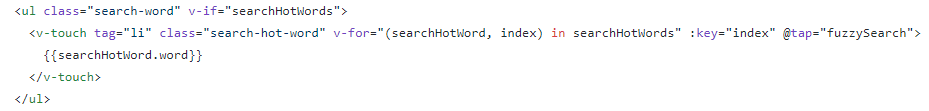 <ul class="search-word" v-if="searchHotWords">
<v-touch tag="li" class="search-hot-word" v-for="(searchHotWord, index) in searchHotWords" :key="index" @tap="fuzzySearch">
{{searchHotWord.word}}
</v-touch>
</ul>